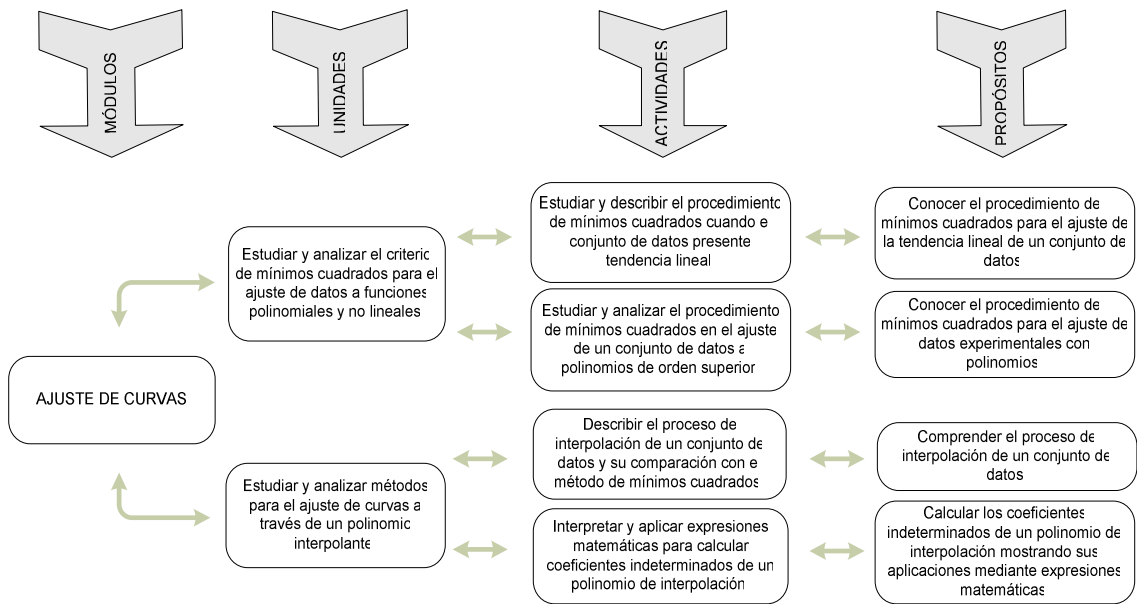 MÓDULOS
UNIDADES
ACTIVIDADES
PROPÓSITOS
AJUSTE DE CURVAS
Estudiar y analizar el criterio
de mínimos cuadrados para el
ajuste de datos a funciones
polinomiales y no lineales
Estudiar y describir el procedimiento
de mínimos cuadrados cuando e
conjunto de datos presente
tendencia lineal
Conocer el procedimiento de
mínimos cuadrados para el ajuste de
la tendencia lineal de un conjunto de
datos
Estudiar y analizar el procedimiento
de mínimos cuadrados en el ajuste
de un conjunto de datos a
polinomios de orden superior
Conocer el procedimiento de
mínimos cuadrados para el ajuste de
datos experimentales con
polinomios
Estudiar y analizar métodos
para el ajuste de curvas a
través de un polinomio
interpolante
Describir el proceso de
interpolación de un conjunto de
datos y su comparación con e
método de mínimos cuadrados
Comprender el proceso de
interpolación de un conjunto de
datos
Interpretar y aplicar expresiones
matemáticas para calcular
coeficientes indeterminados de un
polinomio de interpolación
Calcular los coeficientes
indeterminados de un polinomio de
interpolación mostrando sus
aplicaciones mediante expresiones
matemáticas